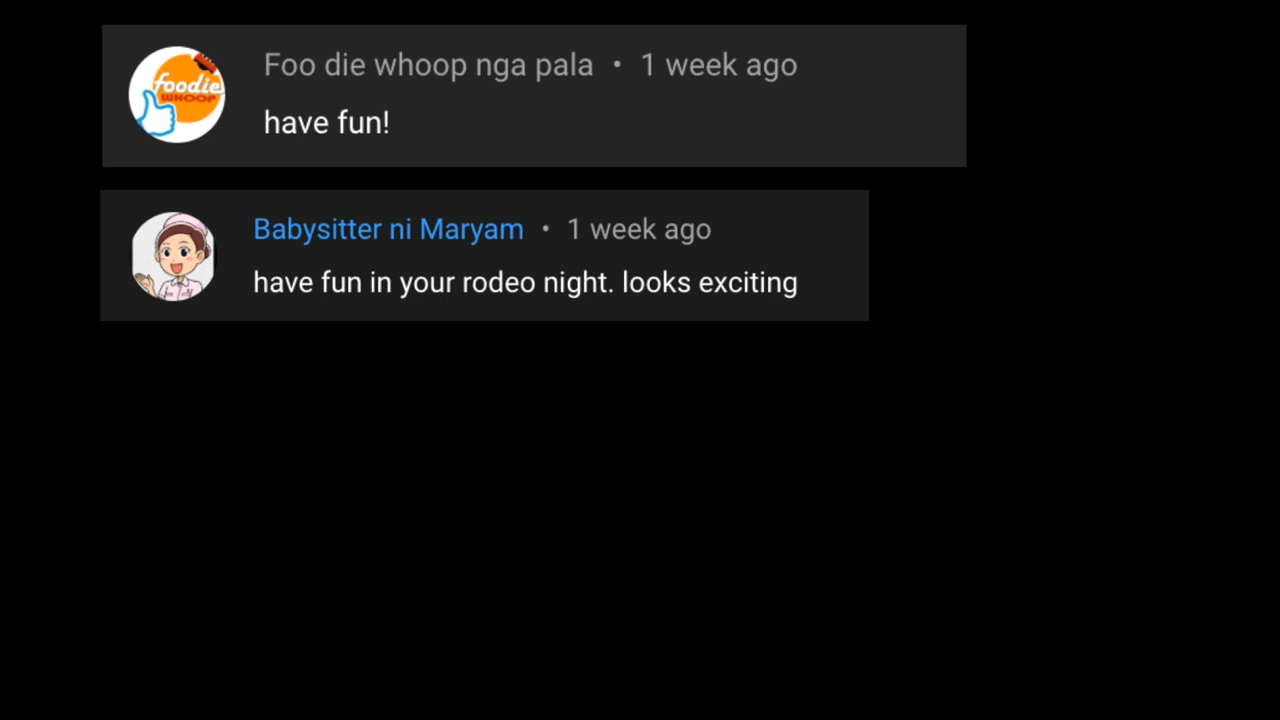 foodie
WHOOP
Foo die whoop nga pala • 1 week ago
have fun!
Babysitter ni Maryam • 1 week ago
have fun in your rodeo night. looks exciting